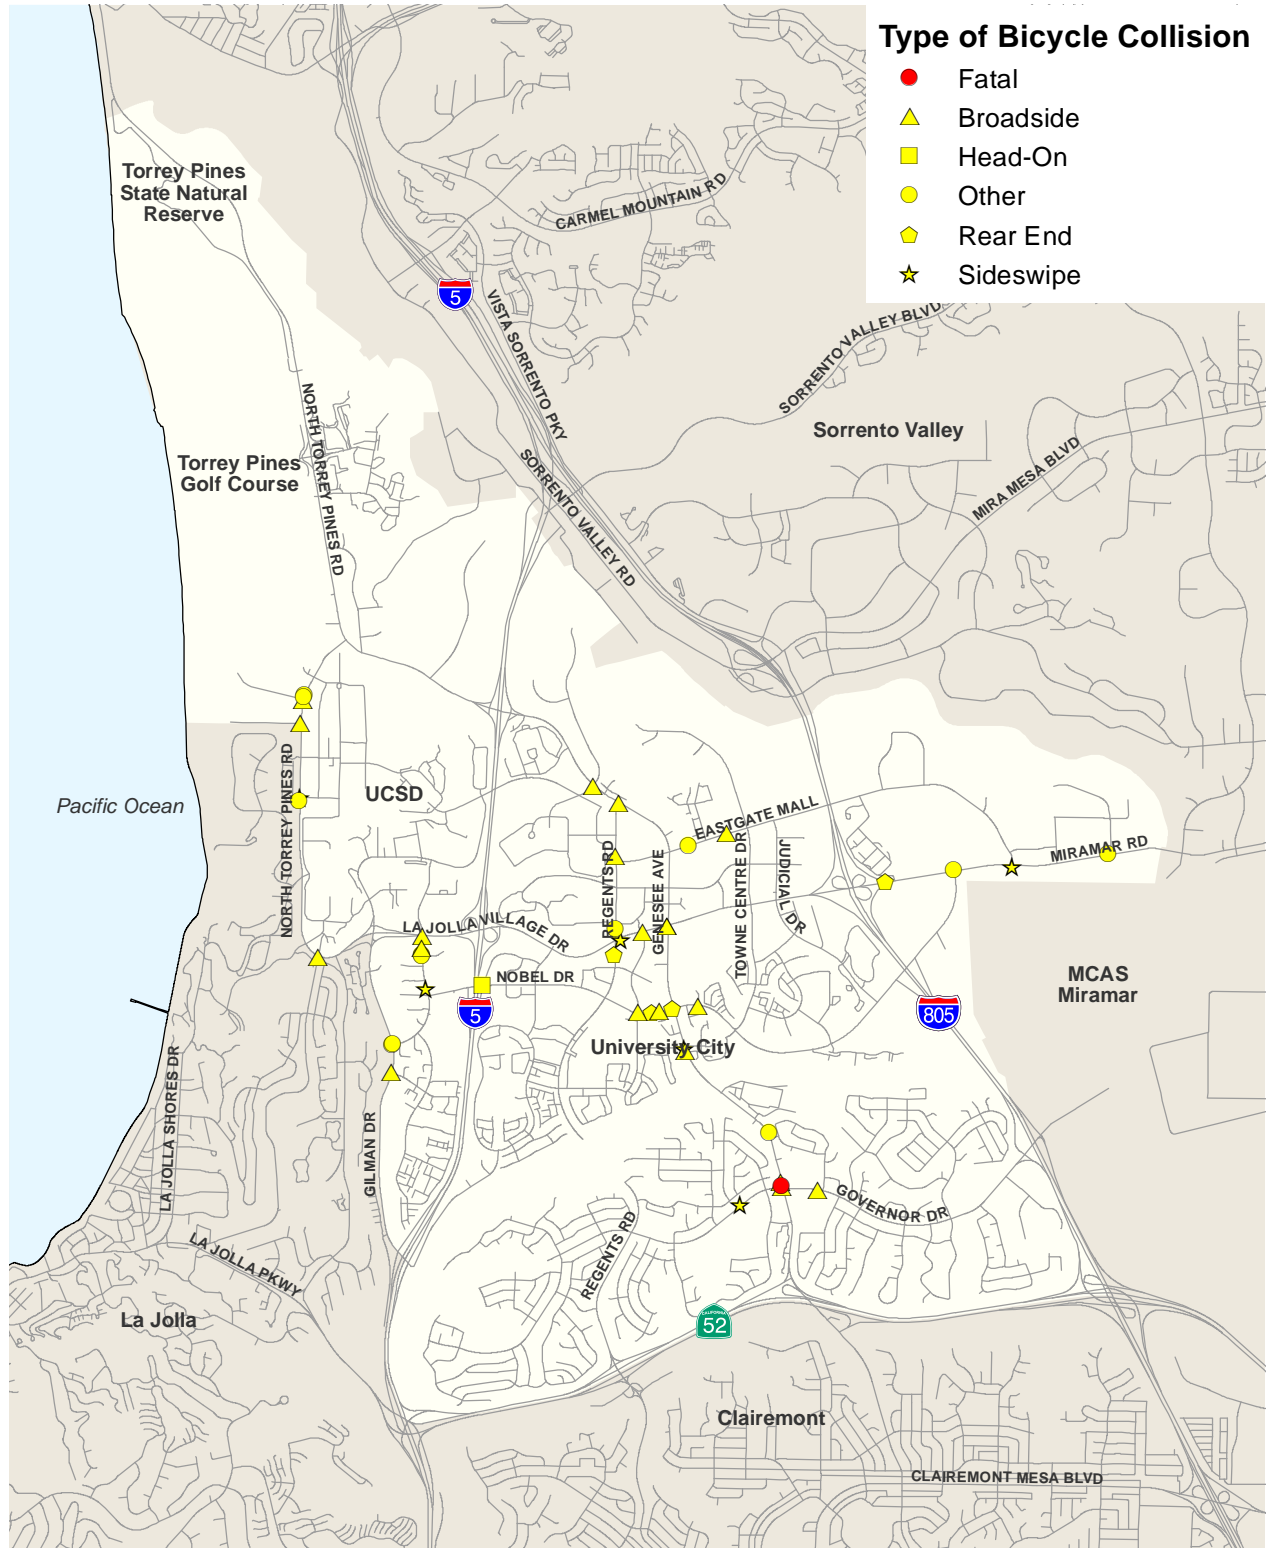 Type of Bicycle Collision
Fatal
Broadside
Head-On
Other
Rear End
Sideswipe
Torrey Pines
State Natural
Reserve
CARMEL MOUNTAIN RD
5
VISTA SORRENTO PKY
SORRENTO VALLEY BLVD
Sorrento Valley
MIRA MESA BLVD
NORTH TORREY PINES RD
Torrey Pines
Golf Course
SORRENTO VALLEY RD
NORTH TORREY PINES RD
UCSD
Pacific Ocean
EASTGATE MALL
REGENTS RD
GENESEE AVE
TOWNE CENTRE DR
JUDICIAL DR
MIRAMAR RD
LA JOLLA VILLAGE DR
NOBEL DR
MCAS
Miramar
5
805
University City
LA JOLLA SHORES DR
GILMAN DR
GOVERNOR DR
REGENTS RD
LA JOLLA PKWY
La Jolla
CALIFORNIA
52
Clairemont
CLAIREMONT MESA BLVD